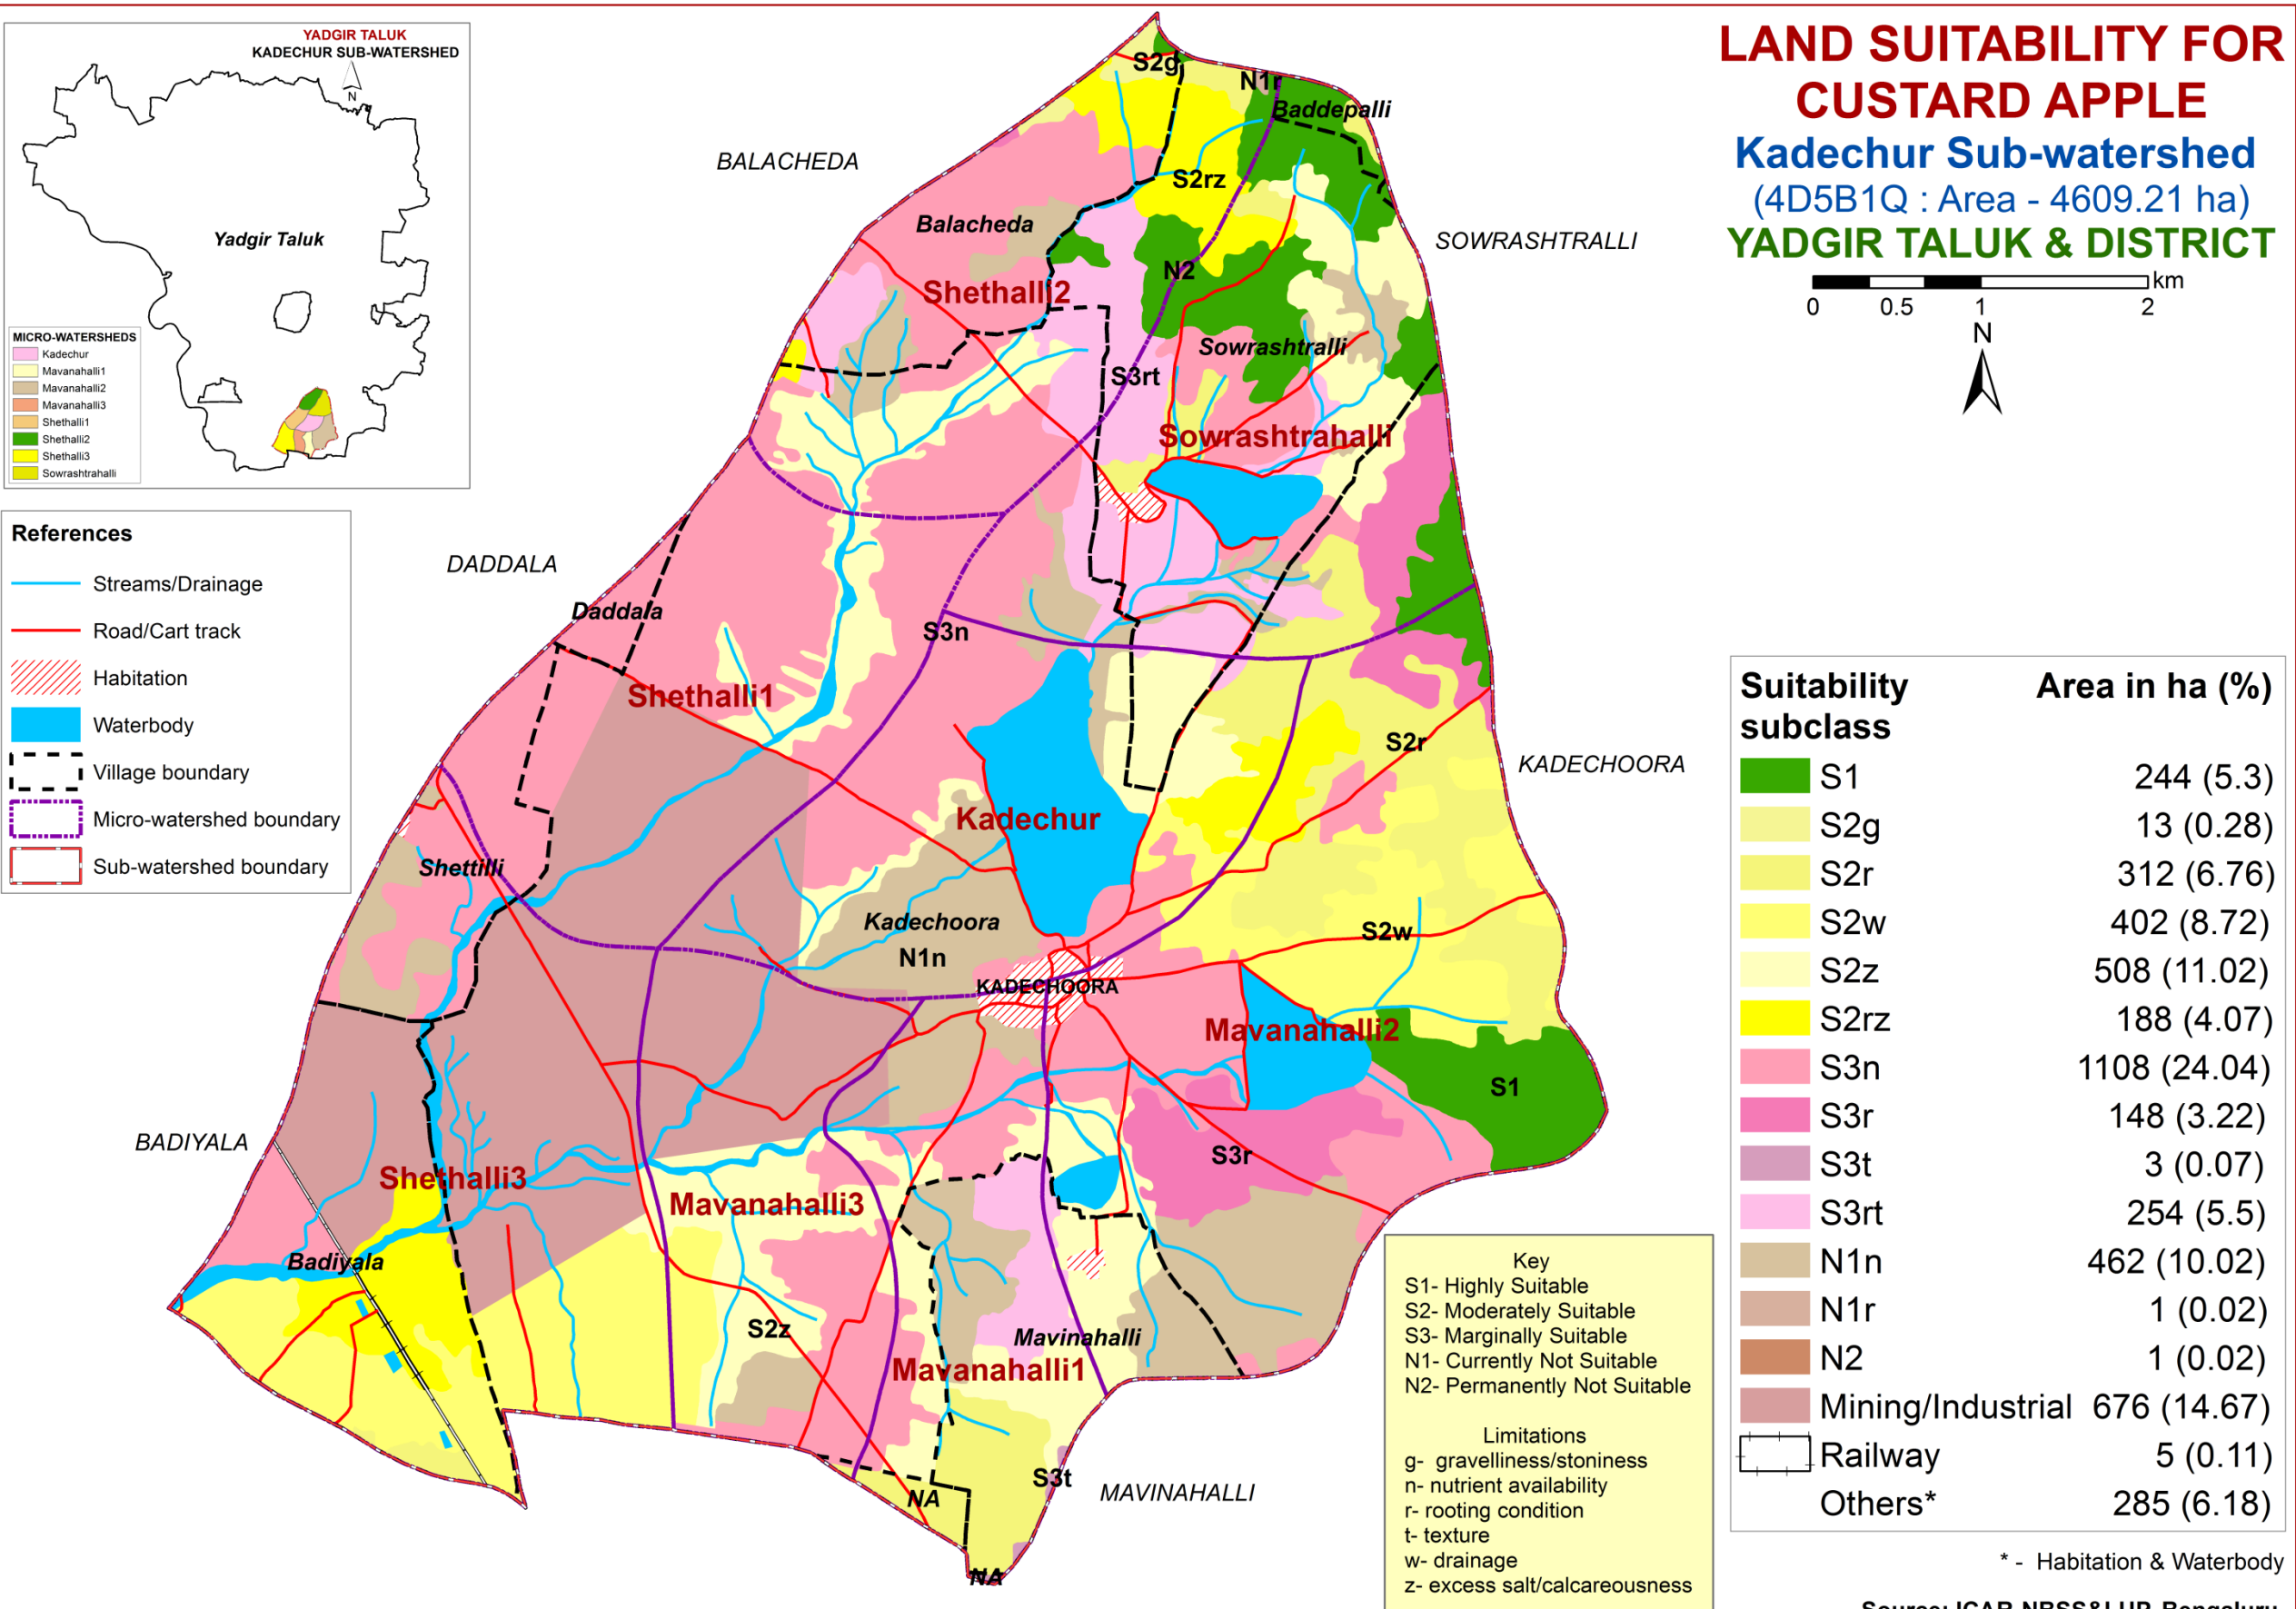 YADGIR TALUK
KADECHUR SUB-WATERSHED
N
Yadgir Taluk
MICRO-WATERSHEDS
Kadechur
Mavanahalli1
Mavanahalli2
Mavanahalli3
Shethalli1
Shethalli2
Shethalli3
Sowrashtrahalli
References
Streams/Drainage
Road/Cart track
Habitation
Waterbody
Village boundary
Micro-watershed boundary
Sub-watershed boundary
LAND SUITABILITY FOR
CUSTARD APPLE
Kadechur Sub-watershed
(4D5B1Q : Area - 4609.21 ha)
YADGIR TALUK & DISTRICT
km
0 0.5 1 2
N
S2g
N1r
Baddepalli
BALACHEDA
S2rz
Balacheda
SOWRASHTRALLI
N2
Shethalli2
Sowrashtralli
S3rt
Sowrashtrahalli
DADDALA
Daddala
S3n
Shethalli1
S2r
KADECHOORA
Kadechur
Shettilli
Kadechoora
S2w
N1n
KADECHOORA
Mavanahalli2
S1
BADIYALA
S3r
Shethalli3
Mavanahalli3
Badiyala
S2z
Mavinahalli
Mavanahalli1
S3t
MAVINAHALLI
NA
NA
Suitability subclass Area in ha (%)
S1 244 (5.3)
S2g 13 (0.28)
S2r 312 (6.76)
S2w 402 (8.72)
S2z 508 (11.02)
S2rz 188 (4.07)
S3n 1108 (24.04)
S3r 148 (3.22)
S3t 3 (0.07)
S3rt 254 (5.5)
N1n 462 (10.02)
N1r 1 (0.02)
N2 1 (0.02)
Mining/Industrial 676 (14.67)
Railway 5 (0.11)
Others* 285 (6.18)
* - Habitation & Waterbody
Source: ICAR-NBSS&LUP, Bengaluru
Key
S1- Highly Suitable
S2- Moderately Suitable
S3- Marginally Suitable
N1- Currently Not Suitable
N2- Permanently Not Suitable
Limitations
g- gravelliness/stoniness
n- nutrient availability
r- rooting condition
t- texture
w- drainage
z- excess salt/calcareousness